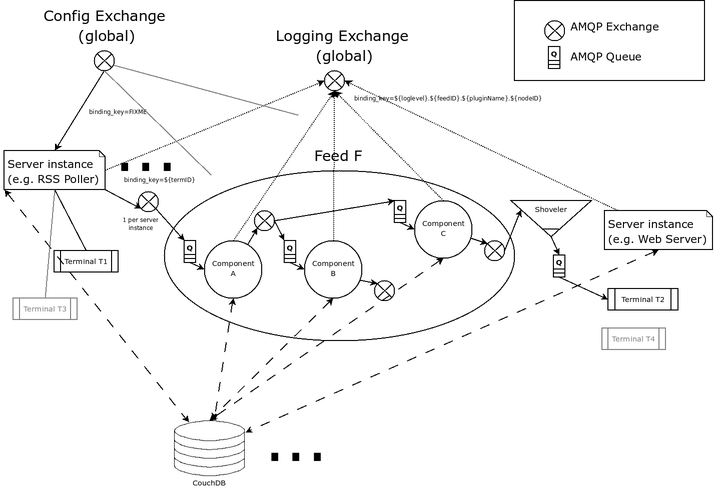 Config Exchange
(global)
Logging Exchange
(global)
AMQP Exchange
Q
AMQP Queue
binding_key=${loglevel}.${feedID}.${pluginName}.${nodeID}
binding_key=FIXME
Feed F
Server instance
(e.g. RSS Poller)
binding_key=${termID}
1 per server
instance
Q
Q
Q
Component
A
Component
B
Component
C
Shoveler
Q
Server instance
(e.g. Web Server)
Terminal T1
Terminal T2
Terminal T3
Terminal T4
CouchDB